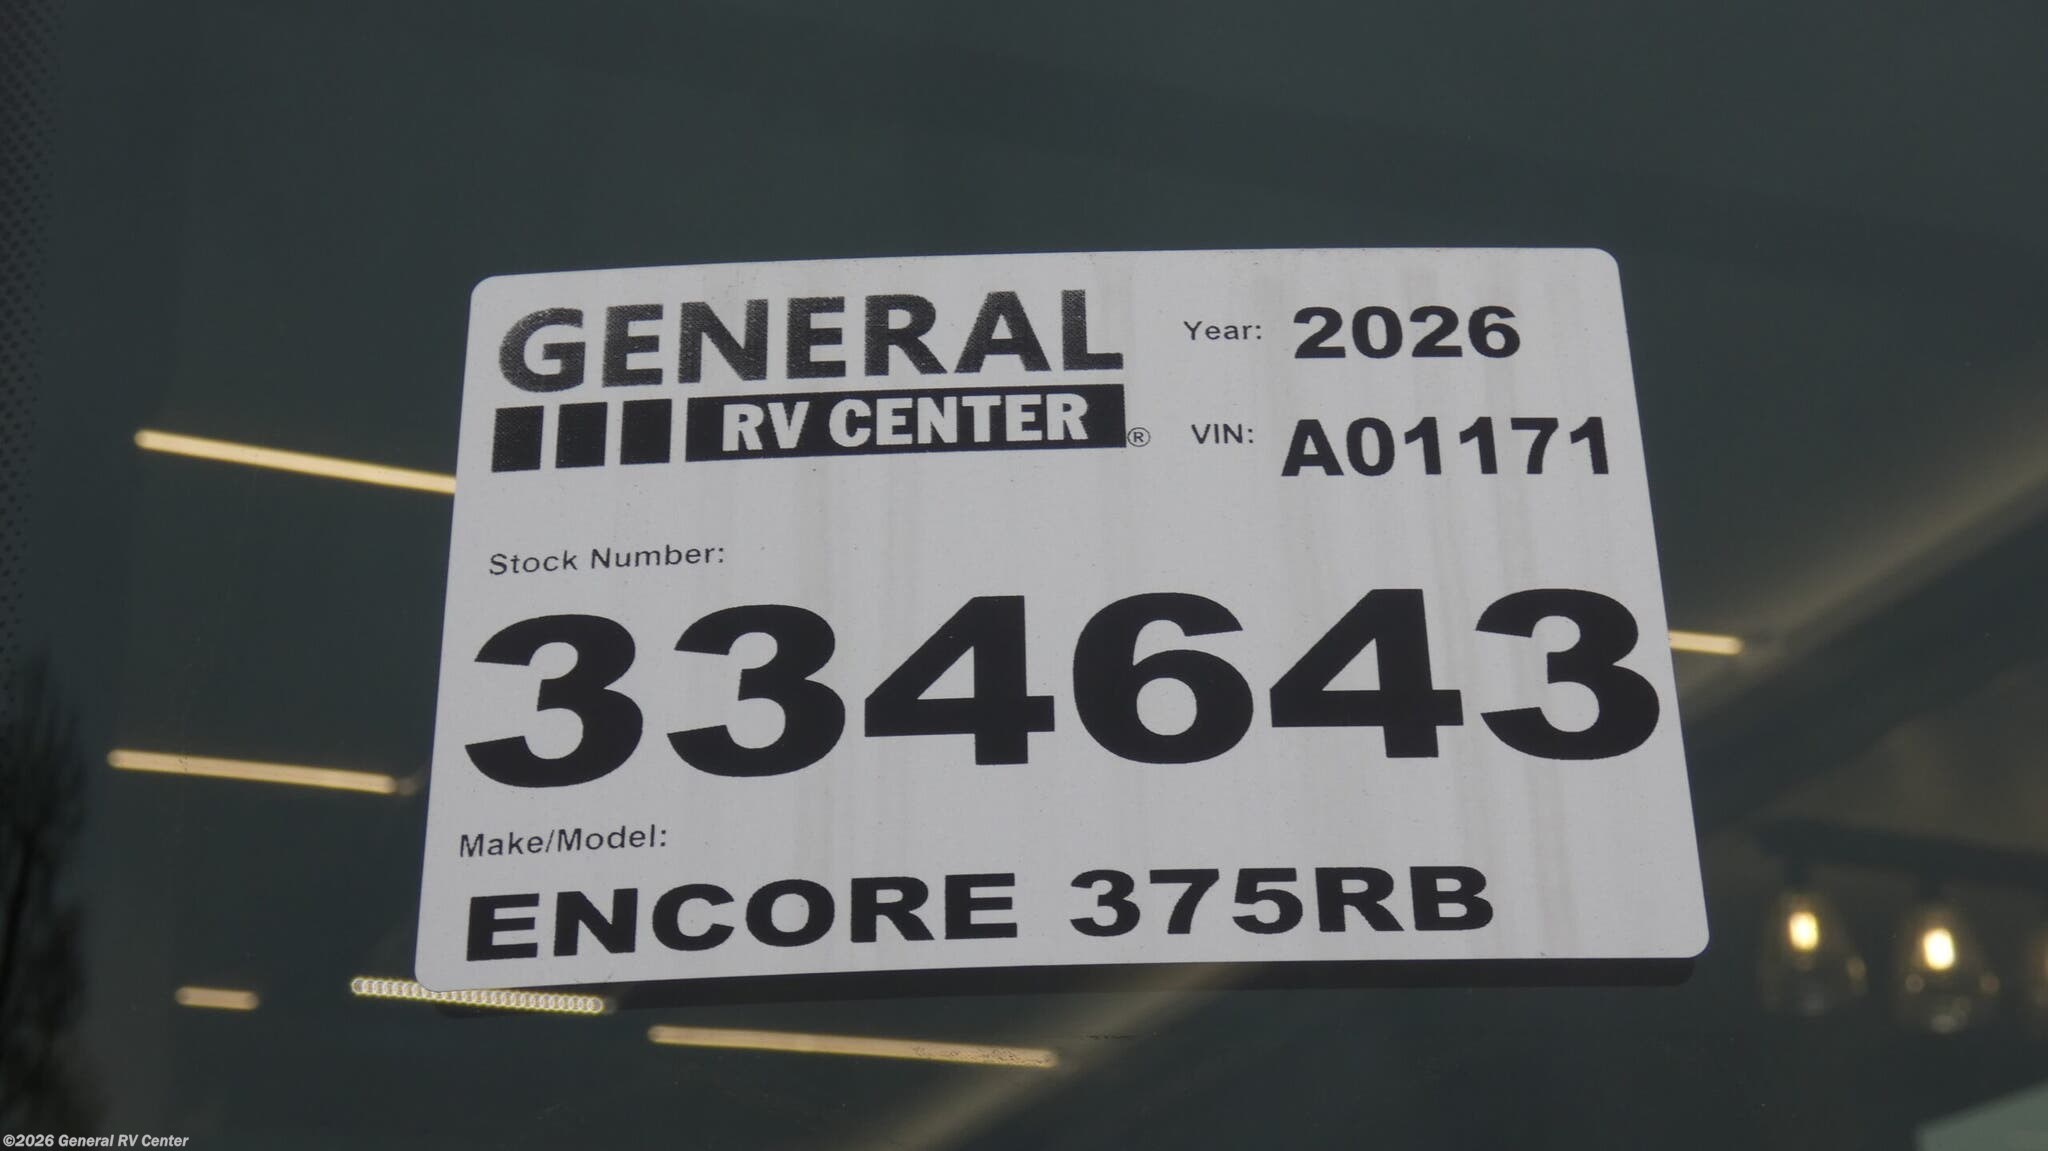 GENERAL
RV CENTER®
Year: 2026
VIN: A01171
Stock Number:
334643
Make/Model:
ENCORE 375RB
©2026 General RV Center